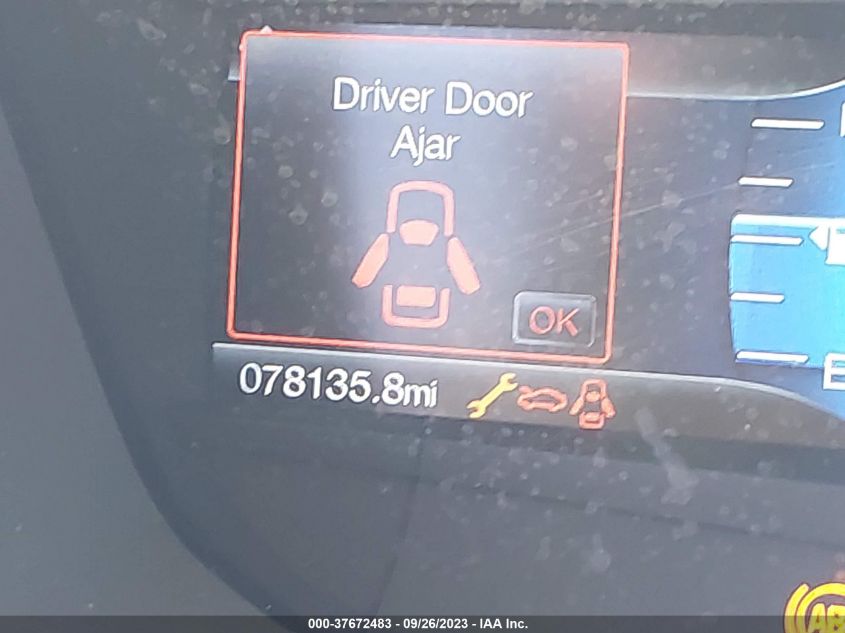 Driver Door
Ajar
OK
078135.8mi
E
000-37672483 - 09/26/2023 - IAA Inc.